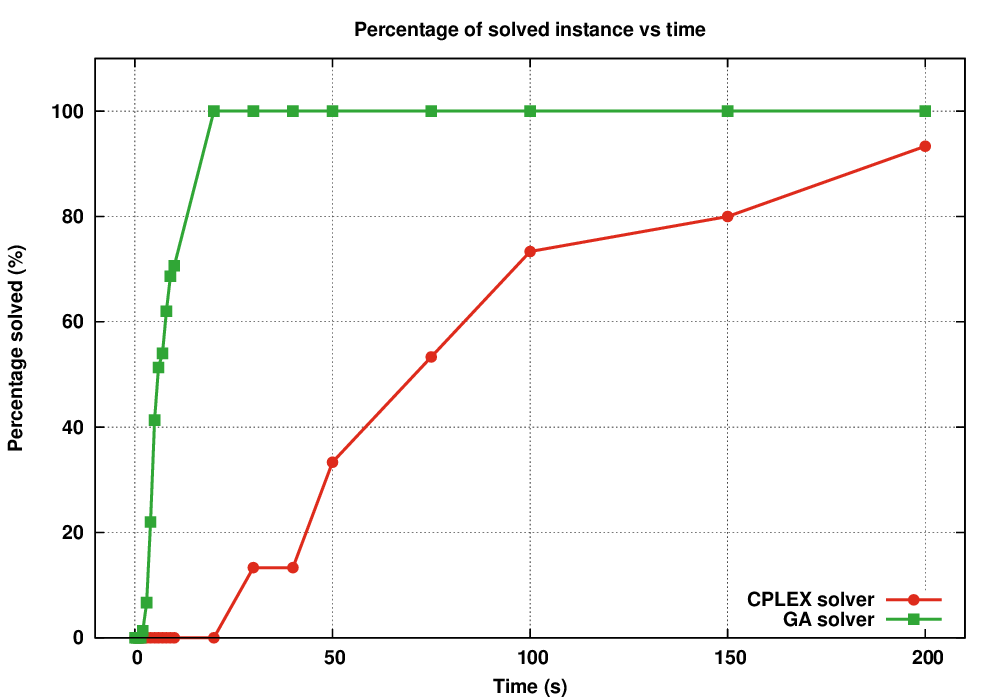 Percentage of solved instance vs time
Percentage solved (%)
100
80
60
40
20
0
0 50 100 150 200
Time (s)
CPLEX solver
GA solver